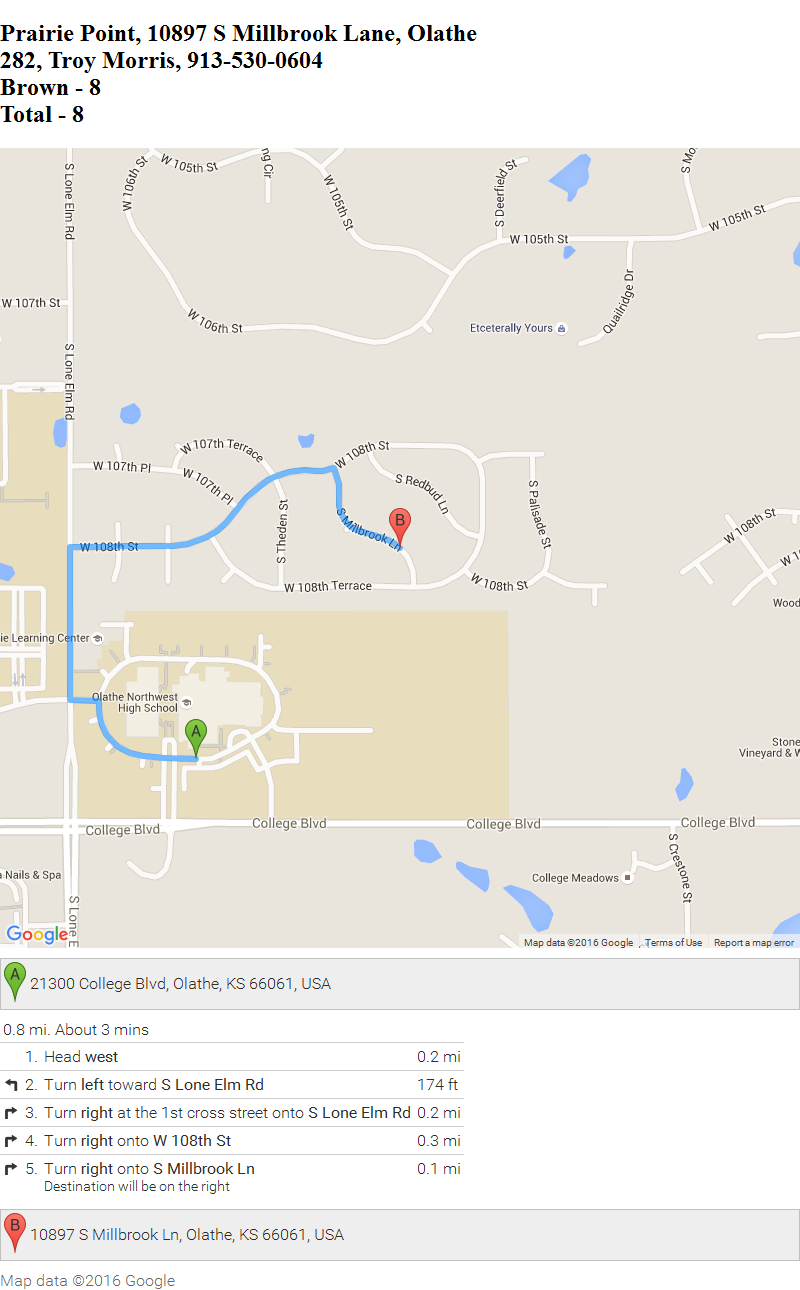 Prairie Point, 10897 S Millbrook Lane, Olathe
282, Troy Morris, 913-530-0604
Brown - 8
Total - 8
S Lone Elm Rd
W 106th St
W 105th St
ng Cir
W 105th St
S Deerfield St
S Mo
W 105th St
W 105th St
W 107th St
W 106th St
Etceterally Yours
Quailridge Dr
S Lone Elm Rd
W 107th Pl
W 107th Terrace
W 108th St
W 107th Pl
S Redbud Ln
S Palisade St
B
S Millbrook Ln
S Theden St
W 108th St
W 108th St
W 1
W 108th Terrace
W 108th St
Wood
ie Learning Center
Olathe Northwest
High School
A
Stone
Vineyard & W
College Blvd
College Blvd
College Blvd
College Blvd
S Crestone St
Nails & Spa
College Meadows
S Lone E
Google
Map data ©2016 Google
Terms of Use
Report a map error
A
21300 College Blvd, Olathe, KS 66061, USA
0.8 mi. About 3 mins
1. Head west 0.2 mi
2. Turn left toward S Lone Elm Rd 174 ft
3. Turn right at the 1st cross street onto S Lone Elm Rd 0.2 mi
4. Turn right onto W 108th St 0.3 mi
5. Turn right onto S Millbrook Ln 0.1 mi
Destination will be on the right
B
10897 S Millbrook Ln, Olathe, KS 66061, USA
Map data ©2016 Google